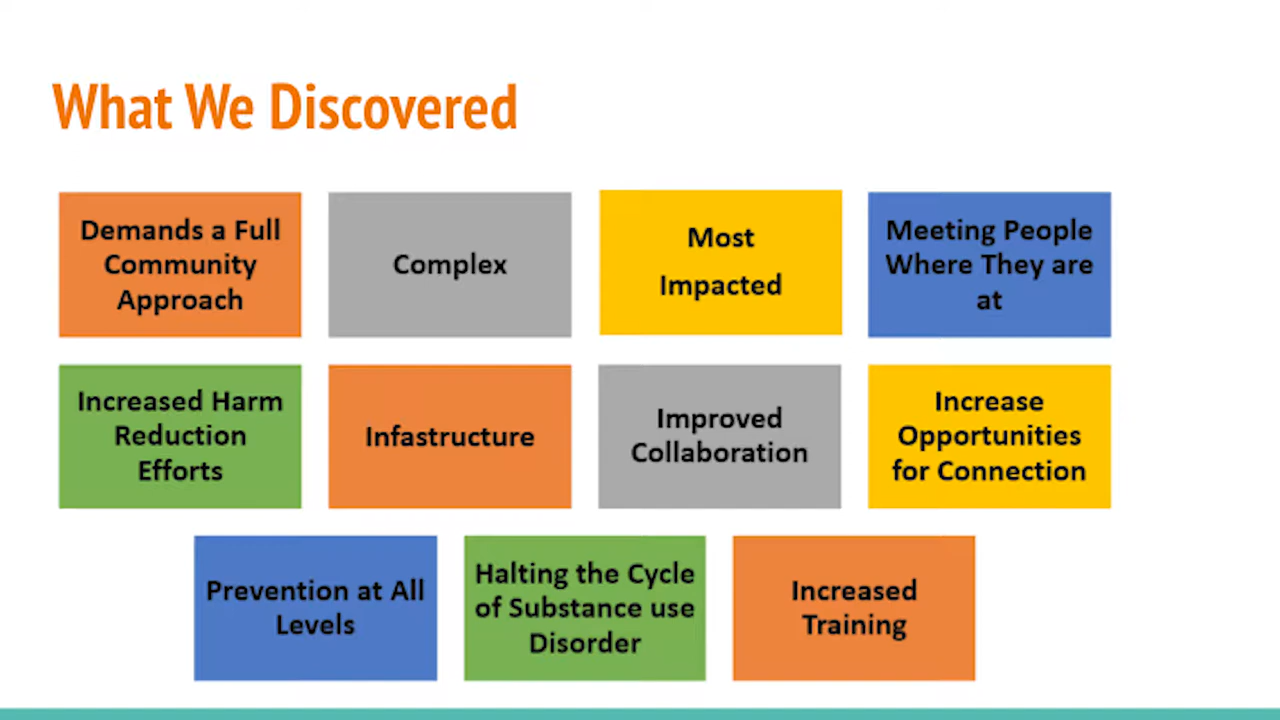 What We Discovered
Demands a Full
Community
Approach
Complex
Most
Impacted
Meeting People
Where They are
at
Increased Harm
Reduction
Efforts
Infastructure
Improved
Collaboration
Increase
Opportunities
for Connection
Prevention at All
Levels
Halting the Cycle
of Substance use
Disorder
Increased
Training